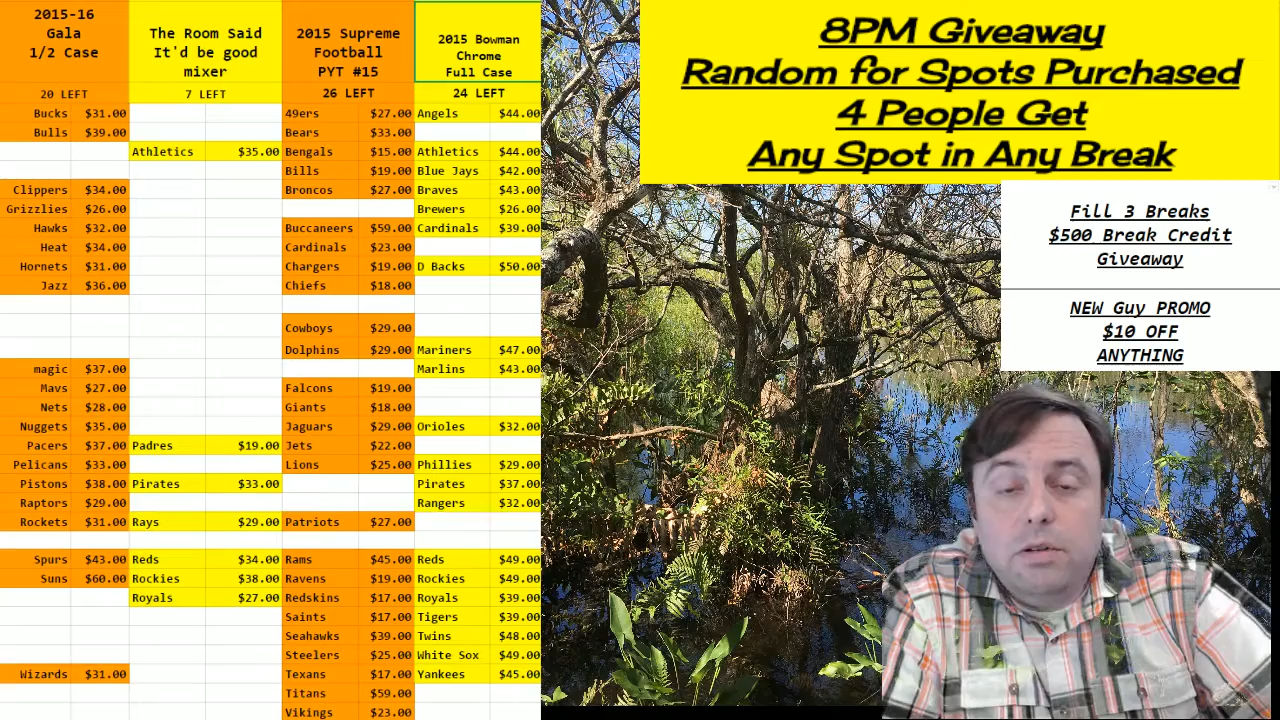 2015-16
Gala
1/2 Case
20 LEFT
Bucks $31.00
Bulls $39.00
Clippers $34.00
Grizzlies $26.00
Hawks $32.00
Heat $34.00
Hornets $31.00
Jazz $36.00
magic $37.00
Mavs $27.00
Nets $28.00
Nuggets $35.00
Pacers $37.00
Pelicans $33.00
Pistons $38.00
Raptors $29.00
Rockets $31.00
Spurs $43.00
Suns $60.00
Wizards $31.00
The Room Said
It'd be good
mixer
7 LEFT
Athletics $35.00
Padres $19.00
Pirates $33.00
Rays $29.00
Reds $34.00
Rockies $38.00
Royals $27.00
2015 Supreme
Football
PYT #15
26 LEFT
49ers $27.00
Bears $33.00
Bengals $15.00
Bills $19.00
Broncos $27.00
Buccaneers $59.00
Cardinals $23.00
Chargers $19.00
Chiefs $18.00
Cowboys $29.00
Dolphins $29.00
Falcons $19.00
Giants $18.00
Jaguars $29.00
Jets $22.00
Lions $25.00
Patriots $27.00
Rams $45.00
Ravens $19.00
Redskins $17.00
Saints $17.00
Seahawks $39.00
Steelers $25.00
Texans $17.00
Titans $59.00
Vikings $23.00
2015 Bowman
Chrome
Full Case
24 LEFT
Angels $44.00
Athletics $44.00
Blue Jays $42.00
Braves $43.00
Brewers $26.00
Cardinals $39.00
D Backs $50.00
Mariners $47.00
Marlins $43.00
Orioles $32.00
Phillies $29.00
Pirates $37.00
Rangers $32.00
Reds $49.00
Rockies $49.00
Royals $39.00
Tigers $39.00
Twins $48.00
White Sox $49.00
Yankees $45.00
8PM Giveaway
Random for Spots Purchased
4 People Get
Any Spot in Any Break
Fill 3 Breaks
$500 Break Credit
Giveaway
NEW Guy PROMO
$10 OFF
ANYTHING